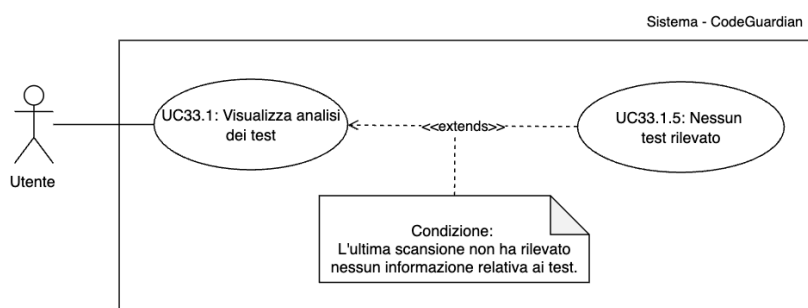 Sistema - CodeGuardian
UC33.1: Visualizza analisi
dei test
<<extends>>
UC33.1.5: Nessun
test rilevato
Utente
Condizione:
L'ultima scansione non ha rilevato
nessun informazione relativa ai test.